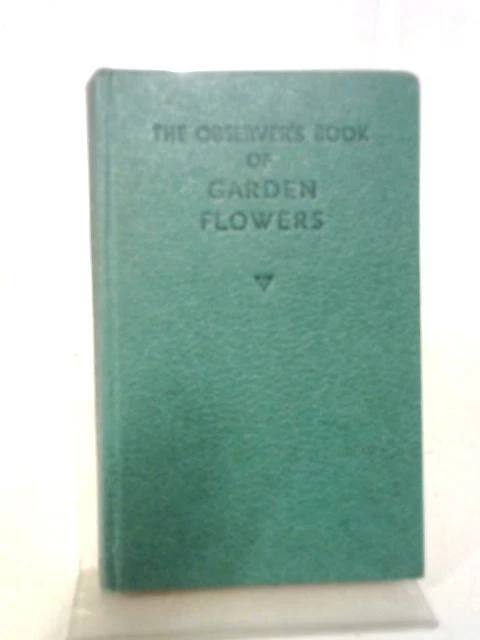 THE OBSERVER'S BOOK
OF
GARDEN
FLOWERS